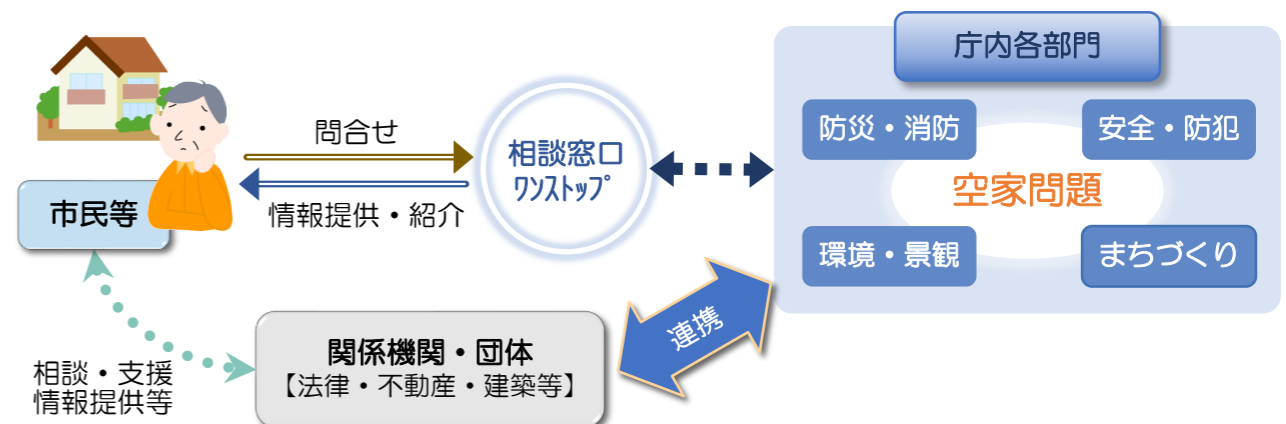 庁内各部門
防災・消防
安全・防犯
空家問題
環境・景観
まちづくり
問合せ
相談窓口
ﾜﾝｽﾄｯﾌﾟ
情報提供・紹介
市民等
連携
関係機関・団体
【法律・不動産・建築等】
相談・支援
情報提供等